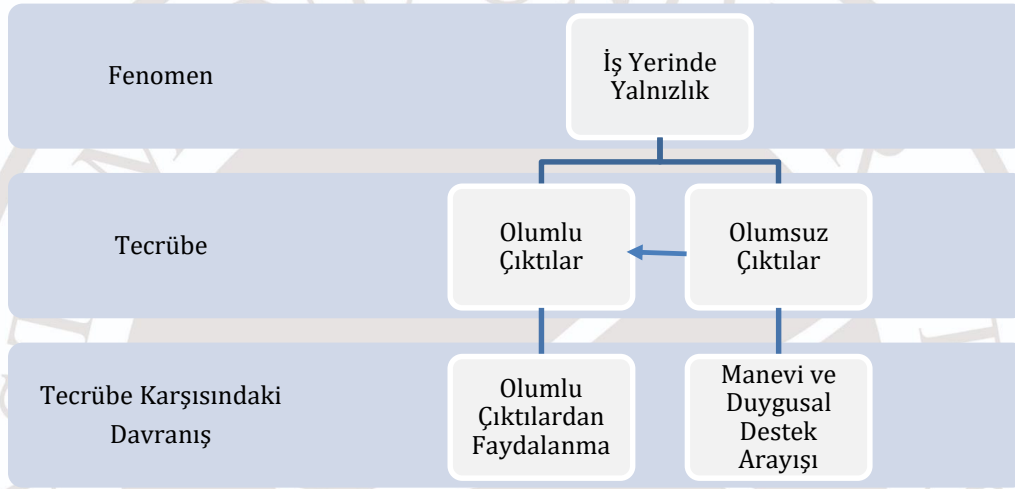 Fenomen
İş Yerinde
Yalnızlık
Tecrübe
Olumlu
Çıktılar
Olumsuz
Çıktılar
Tecrübe Karşısındaki
Davranış
Olumlu
Çıktılardan
Faydalanma
Manevi ve
Duygusal
Destek
Arayışı